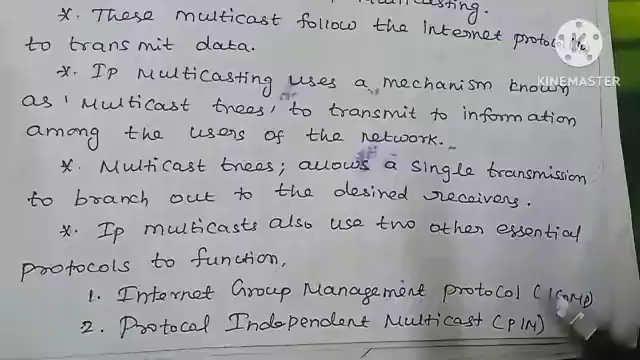 multicasting.
*. These multicast follow the internet protocol
to transmit data.
*. Ip Multicasting uses a mechanism known
as 'Multicast trees,' to transmit to information
among the users of the network.
*. Multicast trees; allows a single transmission
to branch out to the desired receivers.
*. Ip multicasts also use two other essential
protocols to function,
1. Internet Group Management protocol (IGMP)
2. Protocal Independent Multicast (PIM)
KINEMASTER